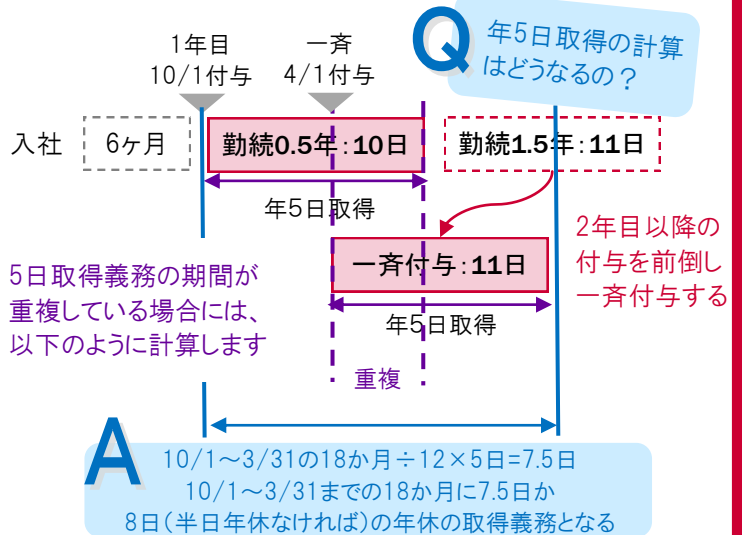 Q 年5日取得の計算
はどうなるの？
1年目
10/1付与
一斉
4/1付与
入社
6ヶ月
勤続0.5年：10日
勤続1.5年：11日
年5日取得
2年目以降の
付与を前倒し
一斉付与する
一斉付与：11日
5日取得義務の期間が
重複している場合には、
以下のように計算します
年5日取得
重複
A 10/1～3/31の18か月÷12×5日=7.5日
10/1～3/31までの18か月に7.5日か
8日（半日年休なければ）の年休の取得義務となる